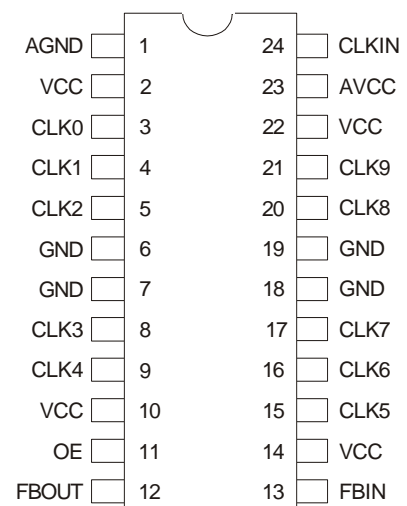 AGND 1 24 CLKIN
VCC 2 23 AVCC
CLK0 3 22 VCC
CLK1 4 21 CLK9
CLK2 5 20 CLK8
GND 6 19 GND
GND 7 18 GND
CLK3 8 17 CLK7
CLK4 9 16 CLK6
VCC 10 15 CLK5
OE 11 14 VCC
FBOUT 12 13 FBIN